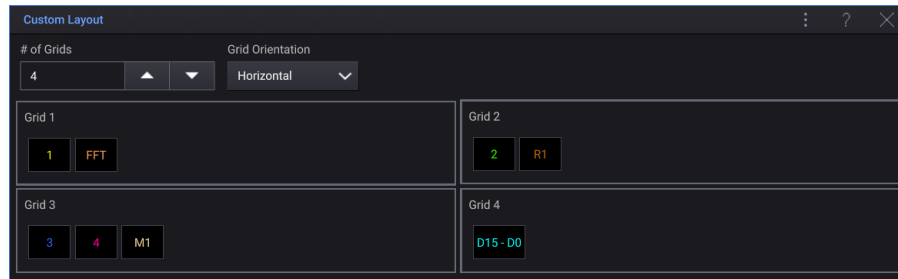 Custom Layout ?
# of Grids Grid Orientation
4 Horizontal
Grid 1 Grid 2
1 FFT 2 R1
Grid 3 Grid 4
3 4 M1 D15 - D0